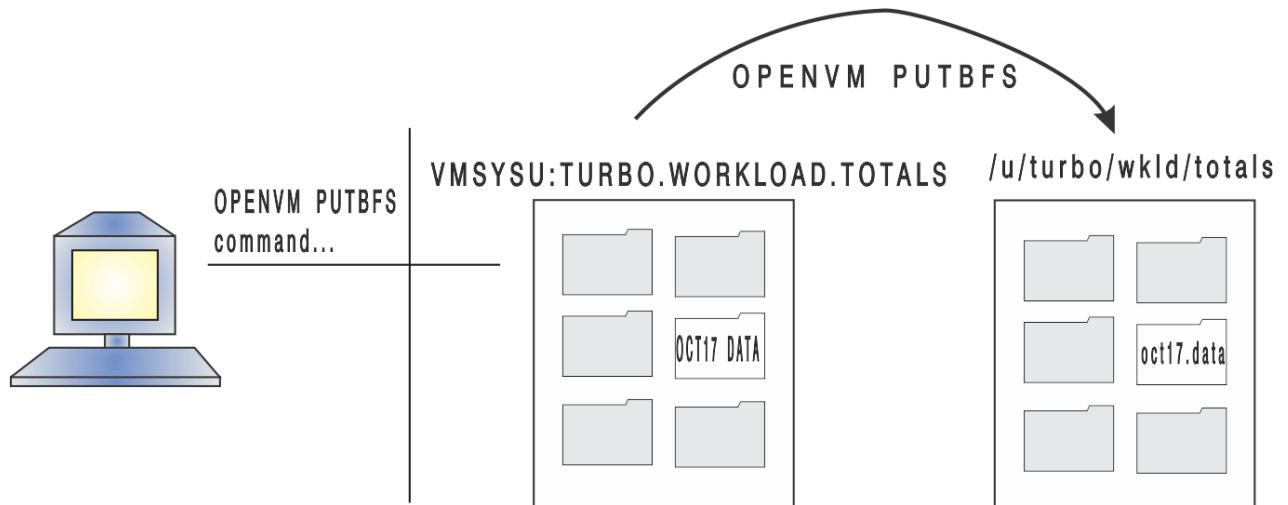 OPENVM PUTBFS
VMSYSU:TURBO.WORKLOAD.TOTALS
/u/turbo/wkld/totals
OPENVM PUTBFS
command...
OCT17 DATA
oct17.data